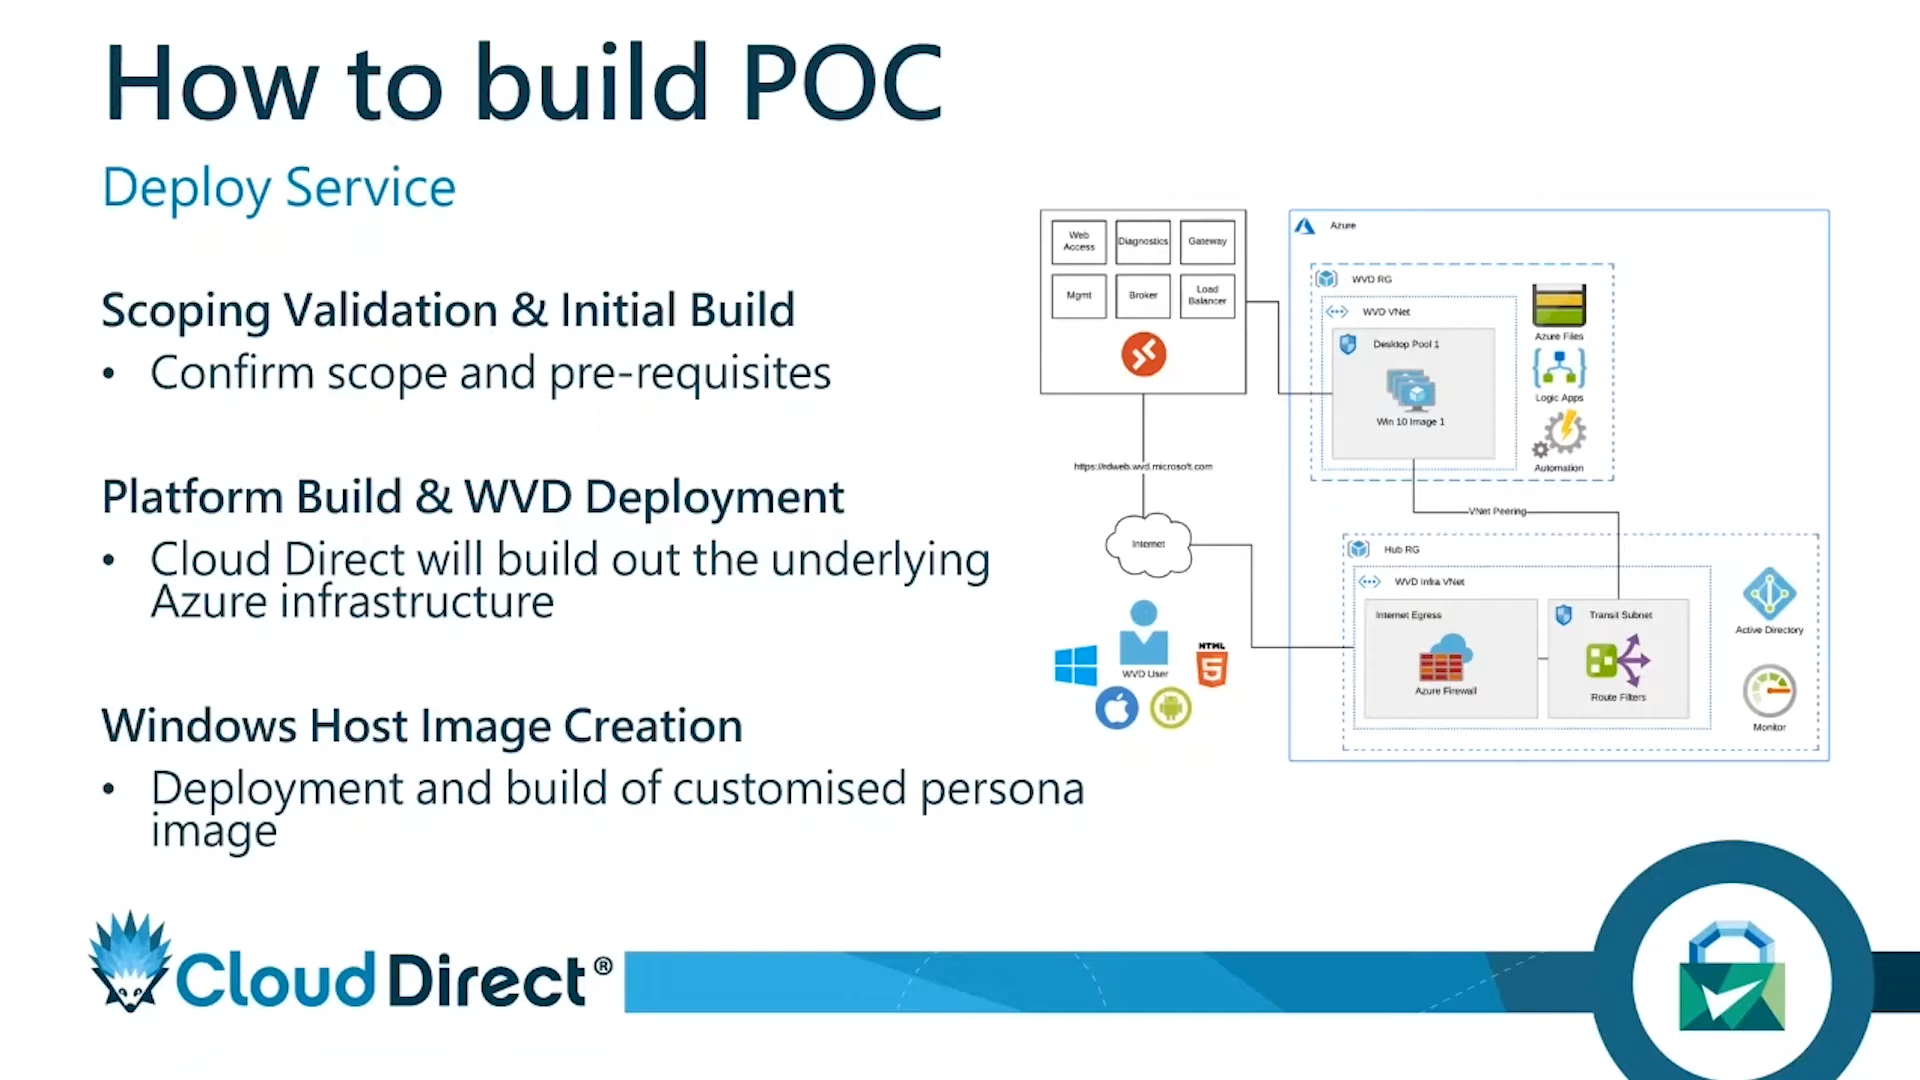 How to build POC
Deploy Service
Scoping Validation & Initial Build
• Confirm scope and pre-requisites
Platform Build & WVD Deployment
• Cloud Direct will build out the underlying
Azure infrastructure
Windows Host Image Creation
• Deployment and build of customised persona
image
Web
Access
Diagnostics
Gateway
Mgmt
Broker
Load
Balancer
https://rdweb.wvd.microsoft.com
Internet
WVD User
HTML
5
Azure
WVD RG
WVD VNet
Desktop Pool 1
Win 10 Image 1
Azure Files
Logic Apps
Automation
VNet Peering
Hub RG
WVD Infra VNet
Internet Egress
Azure Firewall
Transit Subnet
Route Filters
Active Directory
Monitor
Cloud Direct®